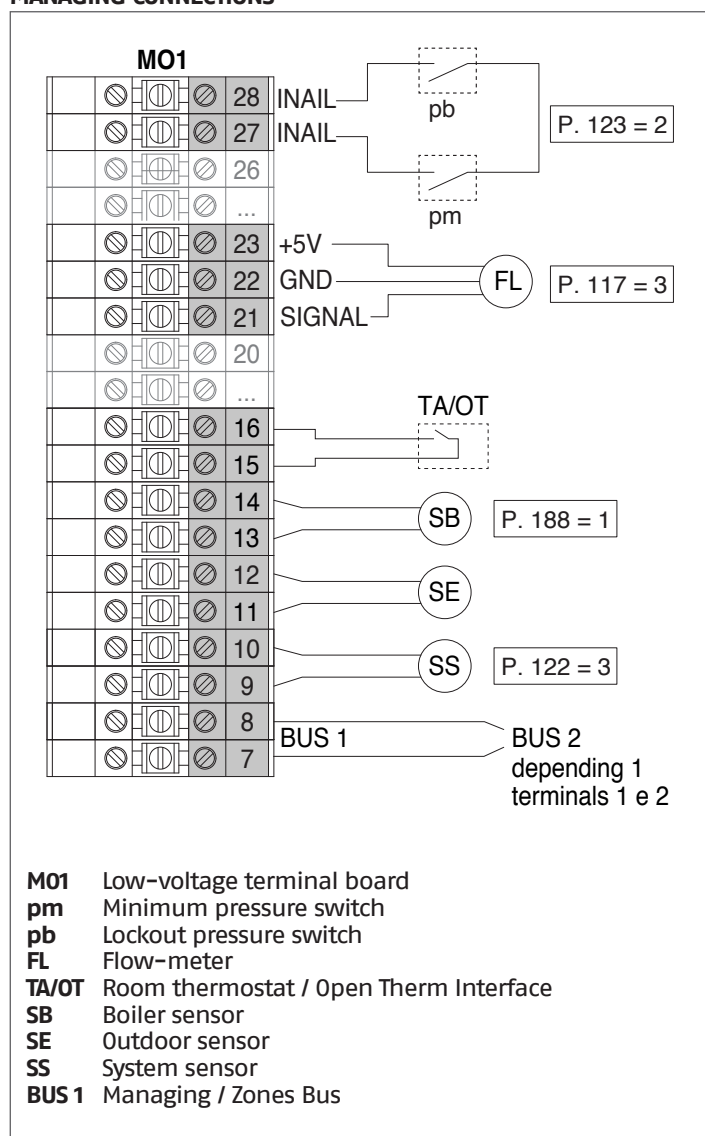 MANAGING CONNECTIONS
MO1
28 INAIL
pb
27 INAIL
P. 123 = 2
26
pm
...
23 +5V
22 GND
FL
P. 117 = 3
21 SIGNAL
20
...
TA/OT
16
15
14
SB
P. 188 = 1
13
12
SE
11
10
SS
P. 122 = 3
9
8
BUS 1
BUS 2
7
depending 1
terminals 1 e 2
M01 Low-voltage terminal board
pm Minimum pressure switch
pb Lockout pressure switch
FL Flow-meter
TA/OT Room thermostat / Open Therm Interface
SB Boiler sensor
SE Outdoor sensor
SS System sensor
BUS 1 Managing / Zones Bus